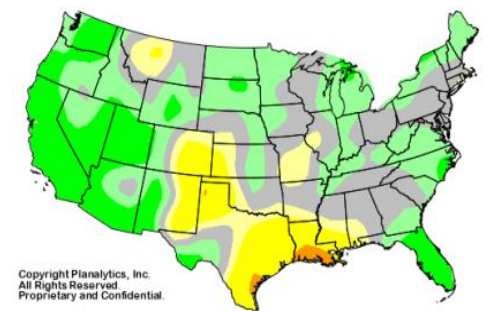 Copyright Planalytics, Inc.
All Rights Reserved.
Proprietary and Confidential.